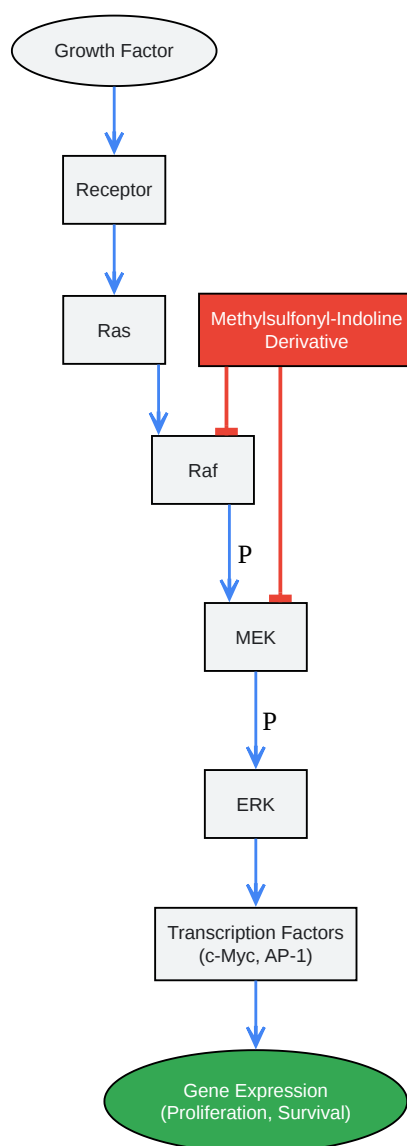 Growth Factor
Receptor
Ras
Methylsulfonyl-Indoline
Derivative
Raf
P
MEK
P
ERK
Transcription Factors
(c-Myc, AP-1)
Gene Expression
(Proliferation, Survival)